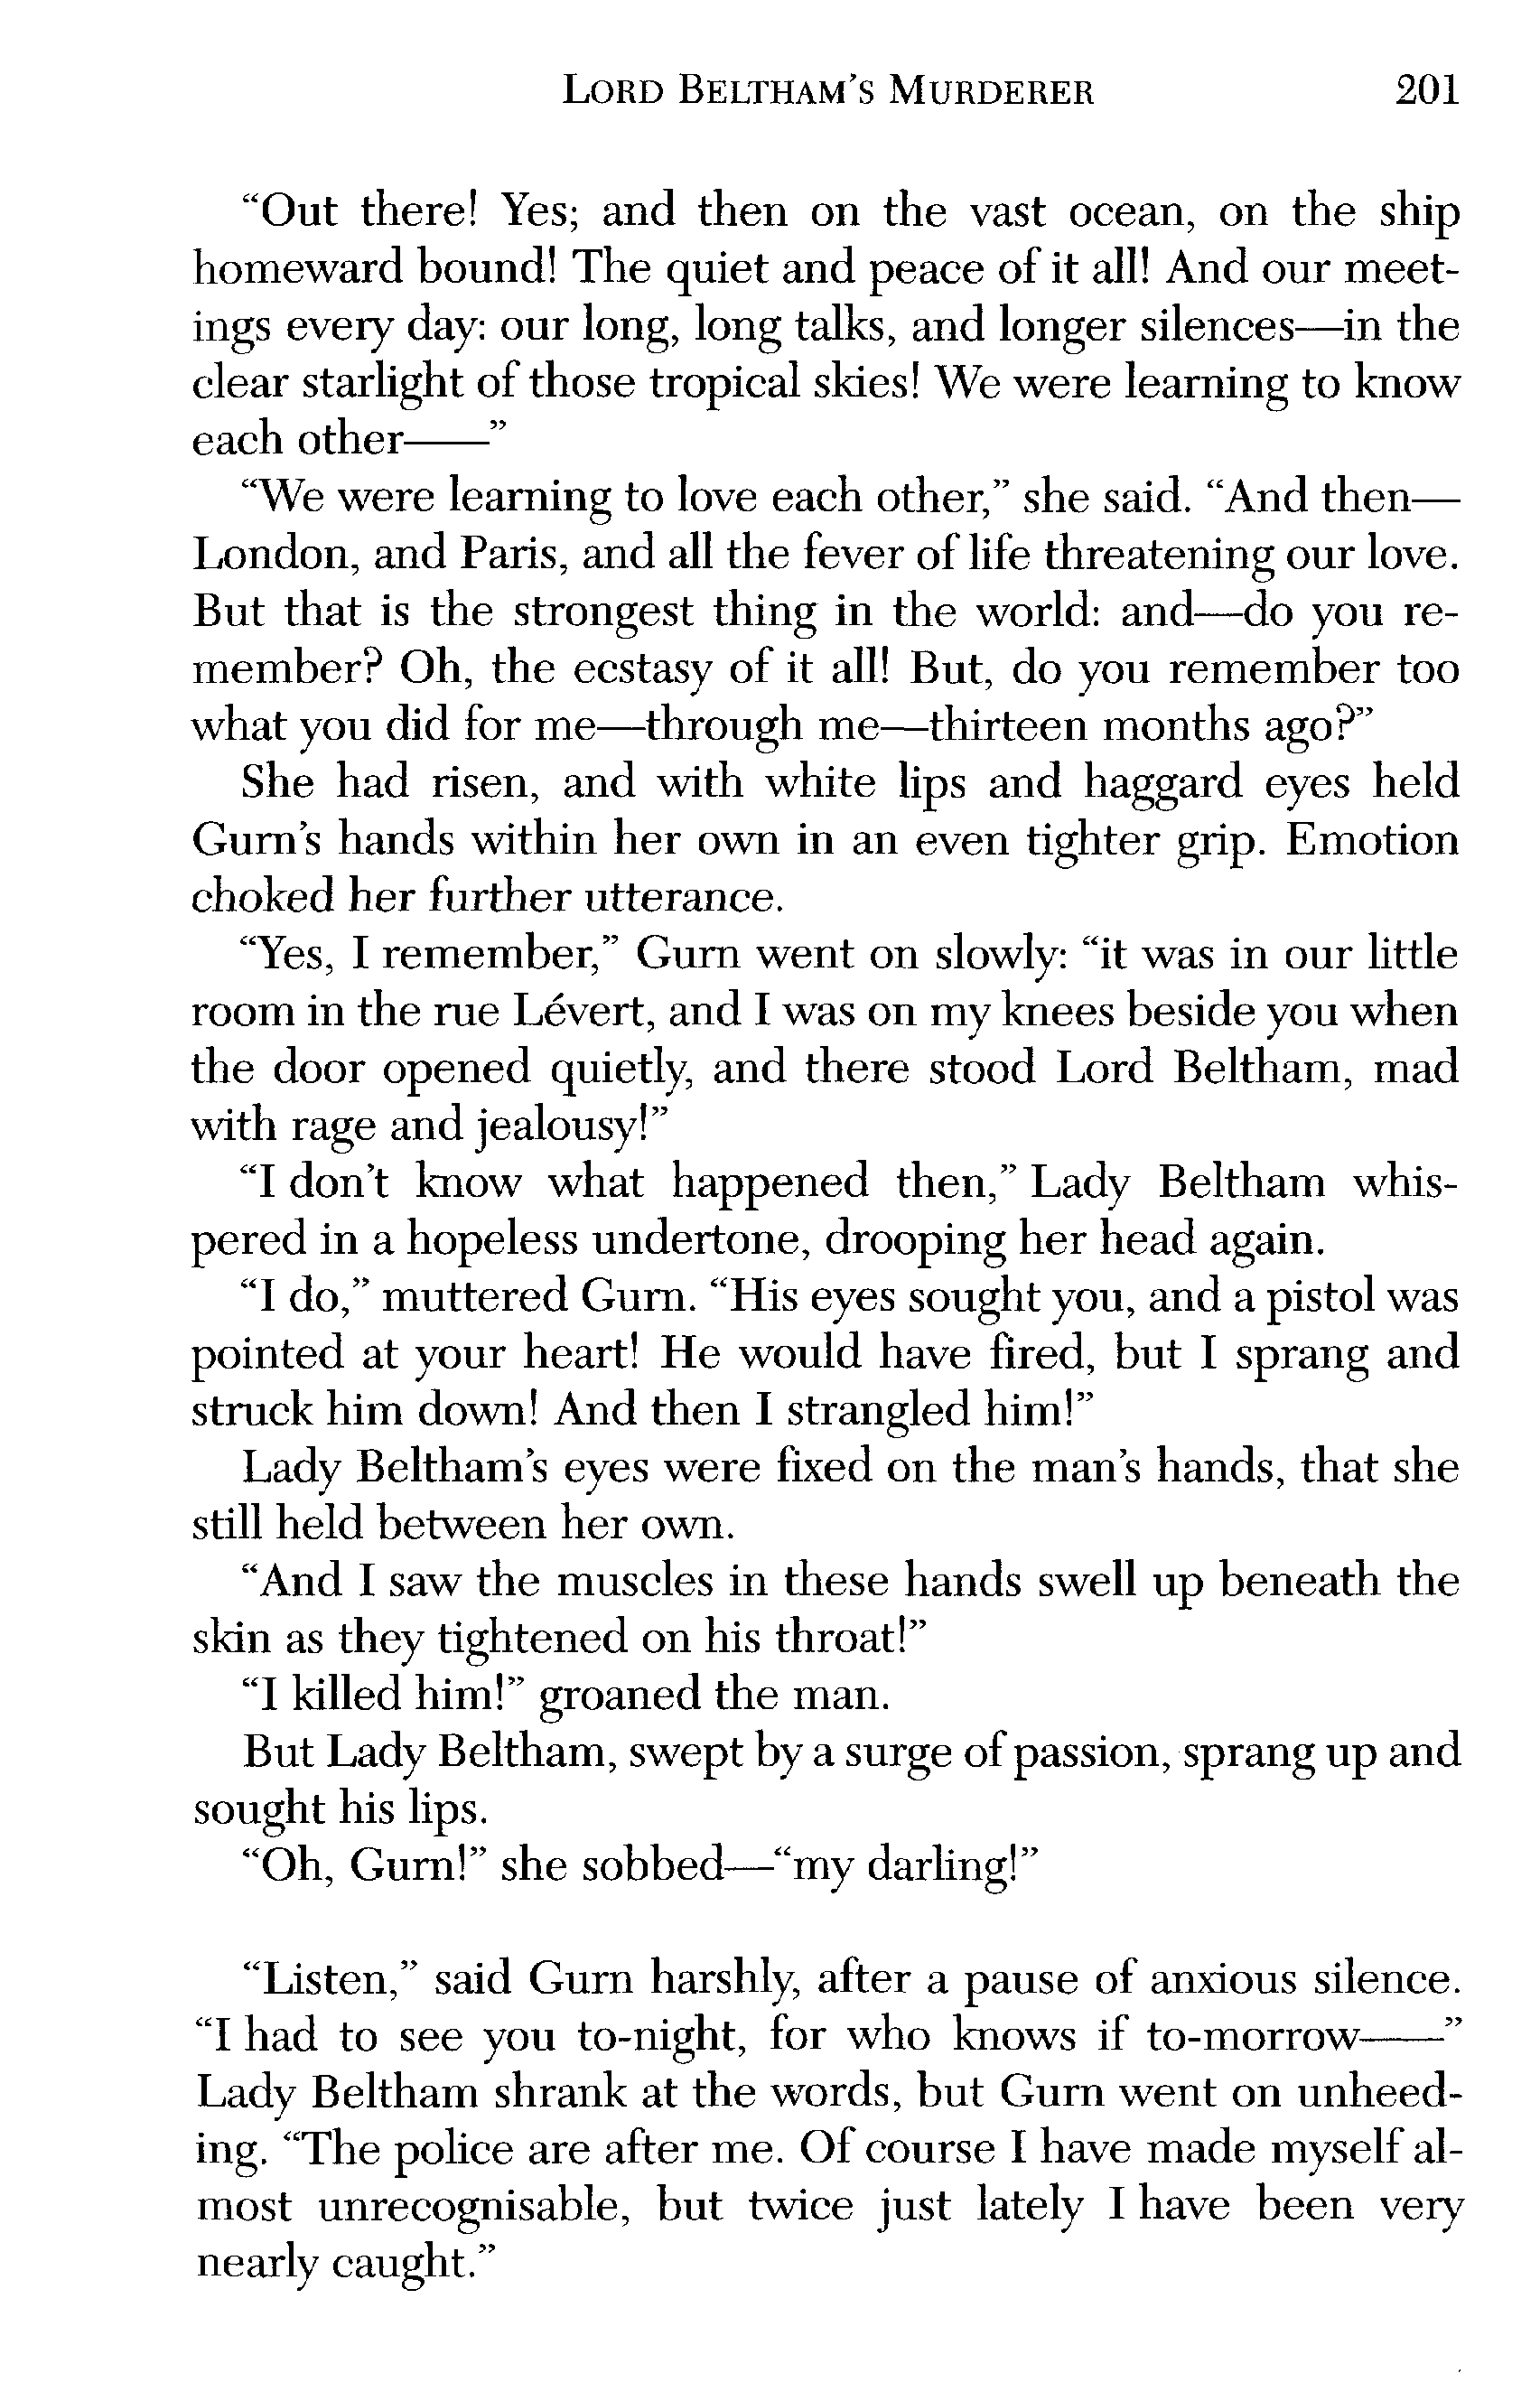 LORD BELTHAM'S MURDERER 201
“Out there! Yes; and then on the vast ocean, on the ship
homeward bound! The quiet and peace of it all! And our meet-
ings every day: our long, long talks, and longer silences—in the
clear starlight of those tropical skies! We were learning to know
each other——”
“We were learning to love each other,” she said. “And then—
London, and Paris, and all the fever of life threatening our love.
But that is the strongest thing in the world: and—do you re-
member? Oh, the ecstasy of it all! But, do you remember too
what you did for me—through me—thirteen months ago?”
She had risen, and with white lips and haggard eyes held
Gurn’s hands within her own in an even tighter grip. Emotion
choked her further utterance.
“Yes, I remember,” Gurn went on slowly: “it was in our little
room in the rue Lévert, and I was on my knees beside you when
the door opened quietly, and there stood Lord Beltham, mad
with rage and jealousy!”
“I don’t know what happened then,” Lady Beltham whis-
pered in a hopeless undertone, drooping her head again.
“I do,” muttered Gurn. “His eyes sought you, and a pistol was
pointed at your heart! He would have fired, but I sprang and
struck him down! And then I strangled him!”
Lady Beltham’s eyes were fixed on the man’s hands, that she
still held between her own.
“And I saw the muscles in these hands swell up beneath the
skin as they tightened on his throat!”
“I killed him!” groaned the man.
But Lady Beltham, swept by a surge of passion, sprang up and
sought his lips.
“Oh, Gurn!” she sobbed—“my darling!”
“Listen,” said Gurn harshly, after a pause of anxious silence.
“I had to see you to-night, for who knows if to-morrow——”
Lady Beltham shrank at the words, but Gurn went on unheed-
ing. “The police are after me. Of course I have made myself al-
most unrecognisable, but twice just lately I have been very
nearly caught.”